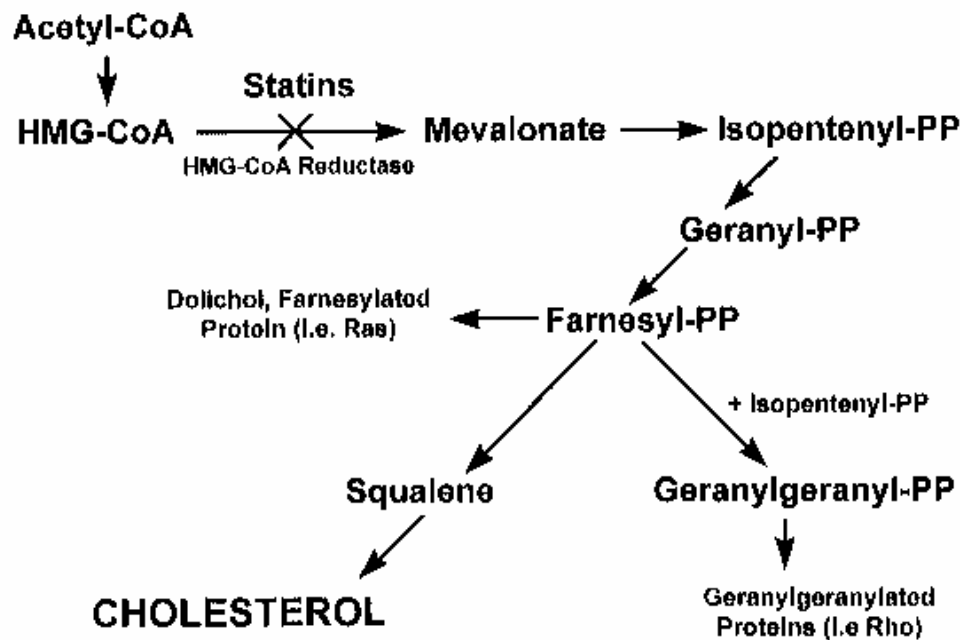 Acetyl-CoA
Statins
HMG-CoA
Mevalonate
Isopentenyl-PP
HMG-CoA Reductase
Geranyl-PP
Dolichol, Farnesylated
Protein (i.e. Ras)
Farnesyl-PP
+ Isopentenyl-PP
Squalene
Geranylgeranyl-PP
CHOLESTEROL
Geranylgeranylated
Proteins (i.e Rho)